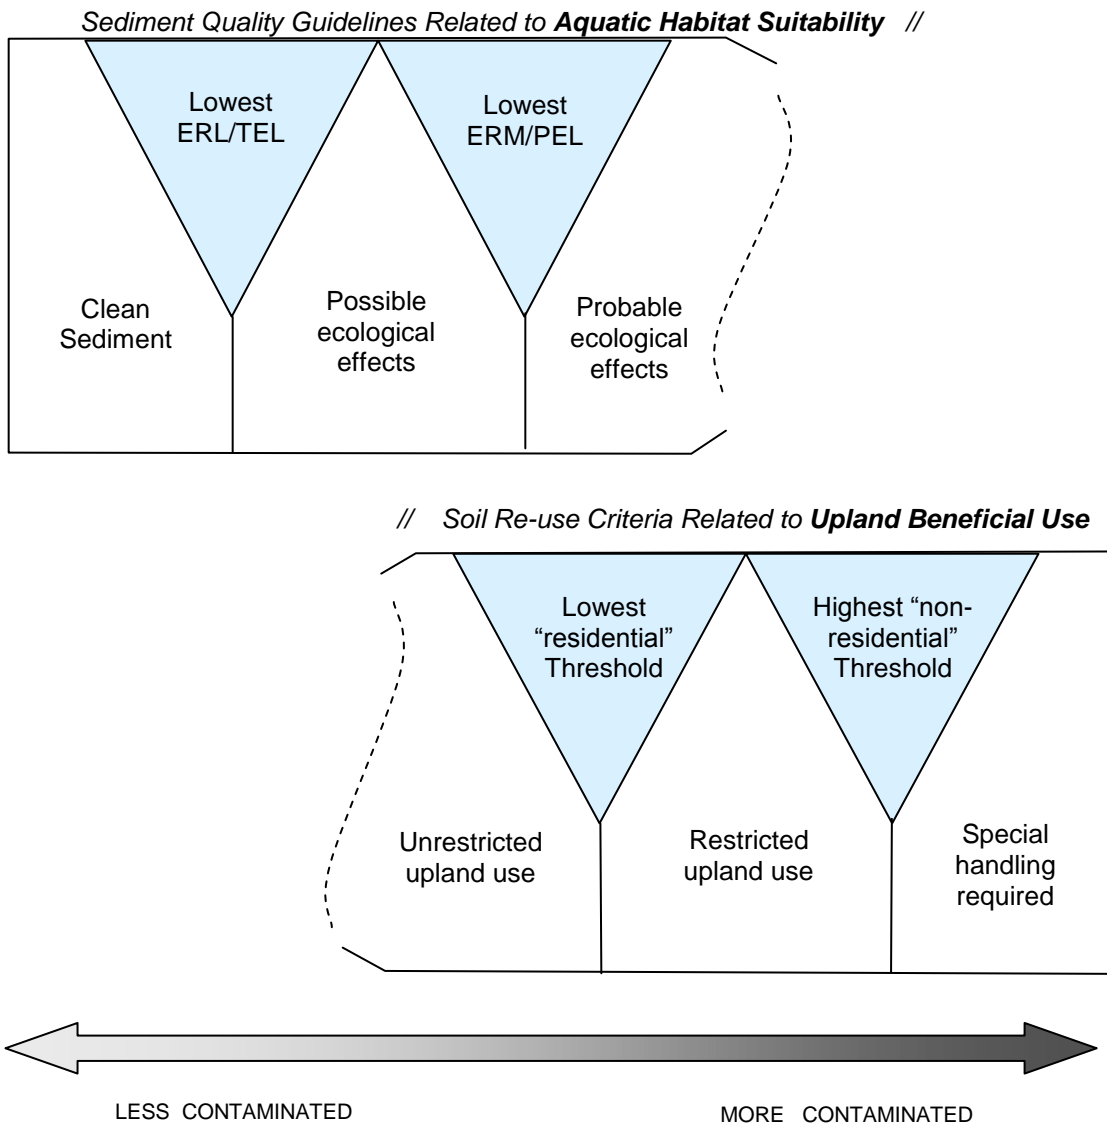 Sediment Quality Guidelines Related to Aquatic Habitat Suitability //
Lowest
ERL/TEL
Lowest
ERM/PEL
Clean
Sediment
Possible
ecological
effects
Probable
ecological
effects
// Soil Re-use Criteria Related to Upland Beneficial Use
Lowest
“residential”
Threshold
Highest “non-
residential”
Threshold
Unrestricted
upland use
Restricted
upland use
Special
handling
required
LESS CONTAMINATED
MORE CONTAMINATED